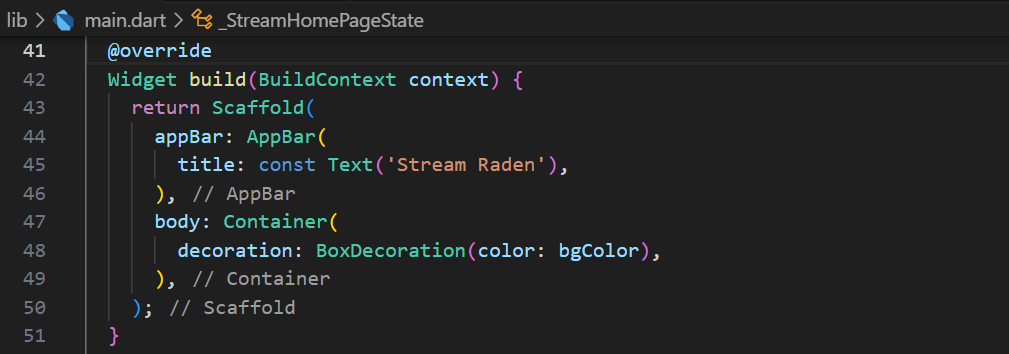 lib > main.dart > _StreamHomePageState
41 @override
42 Widget build(BuildContext context) {
43 return Scaffold(
44 appBar: AppBar(
45 title: const Text('Stream Raden'),
46 ), // AppBar
47 body: Container(
48 decoration: BoxDecoration(color: bgColor),
49 ), // Container
50 ); // Scaffold
51 }